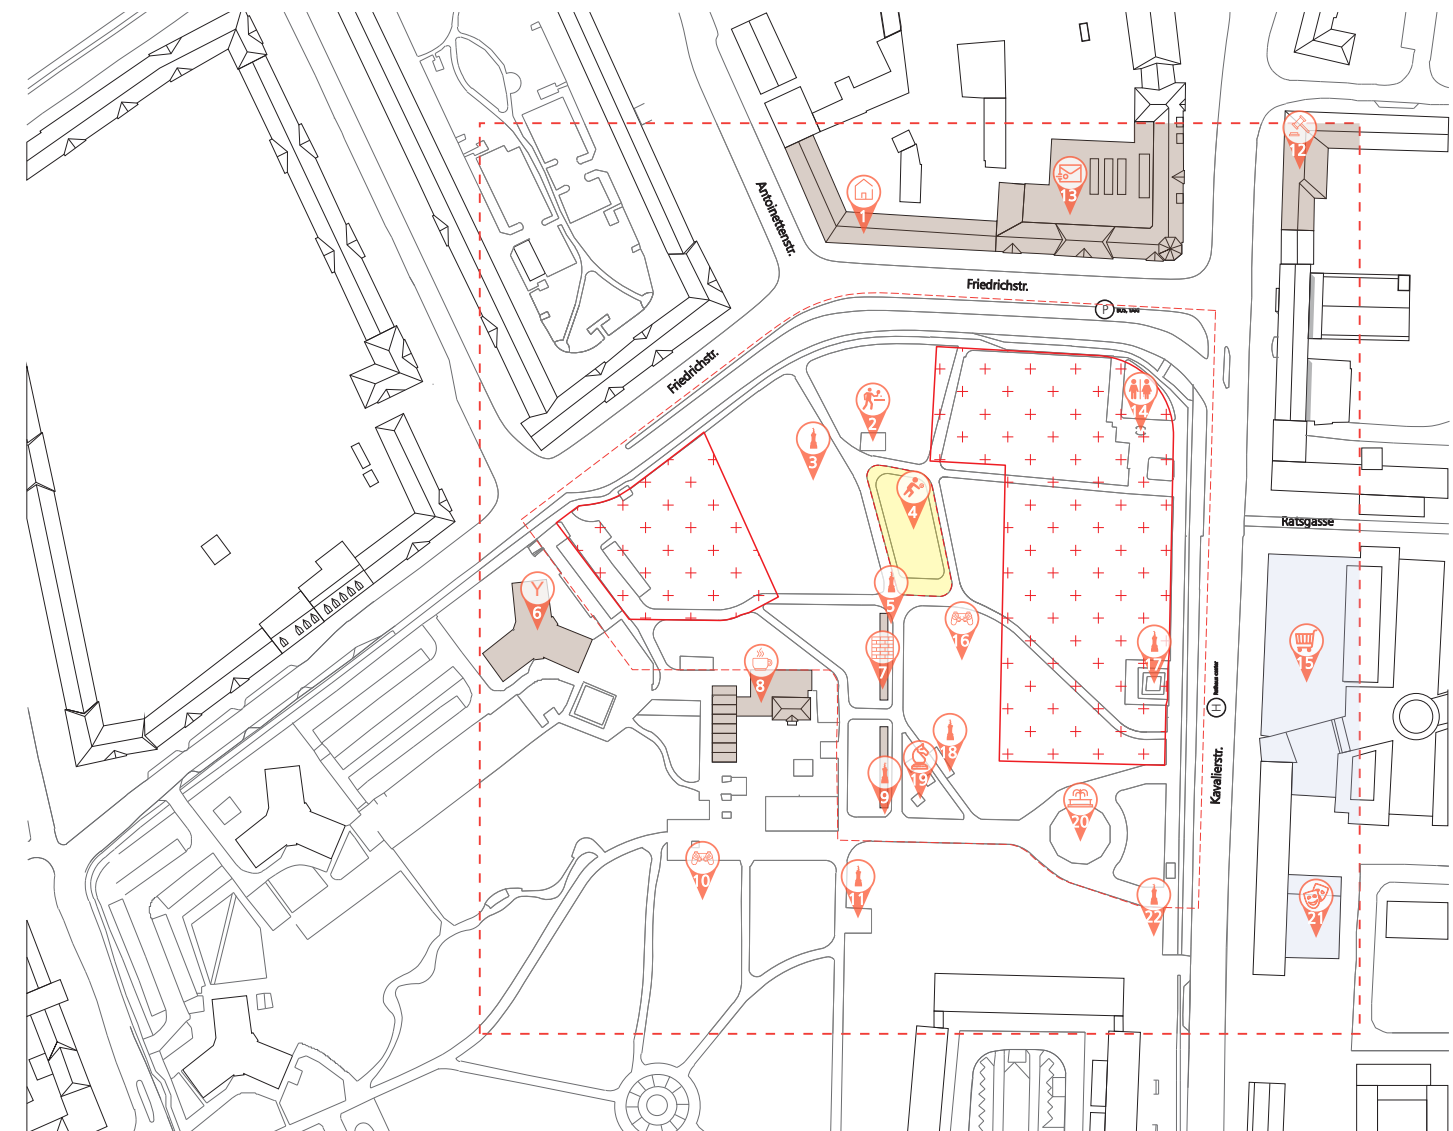 12
13
1
Antoinettenstr.
Friedrichstr.
P
Friedrichstr.
14
2
3
4
Ratsgasse
5
6
16
7
17
15
8
H
18
Kavalierstr.
19
9
20
10
11
22
21
Y